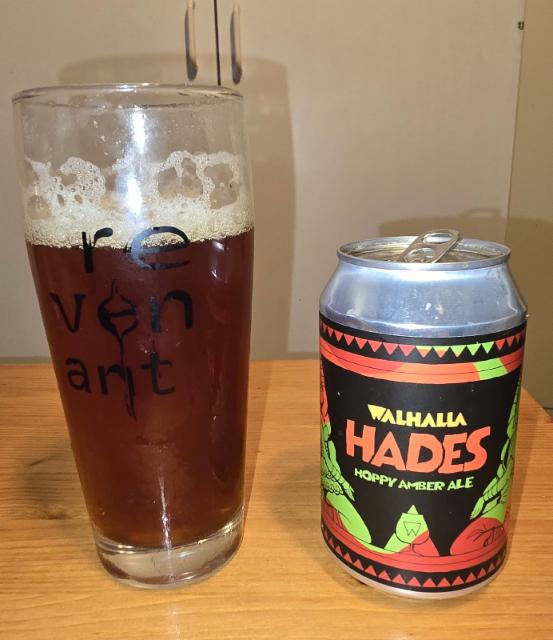 re
ven
ant
WALHALLA
HADES
HOPPY AMBER ALE
W